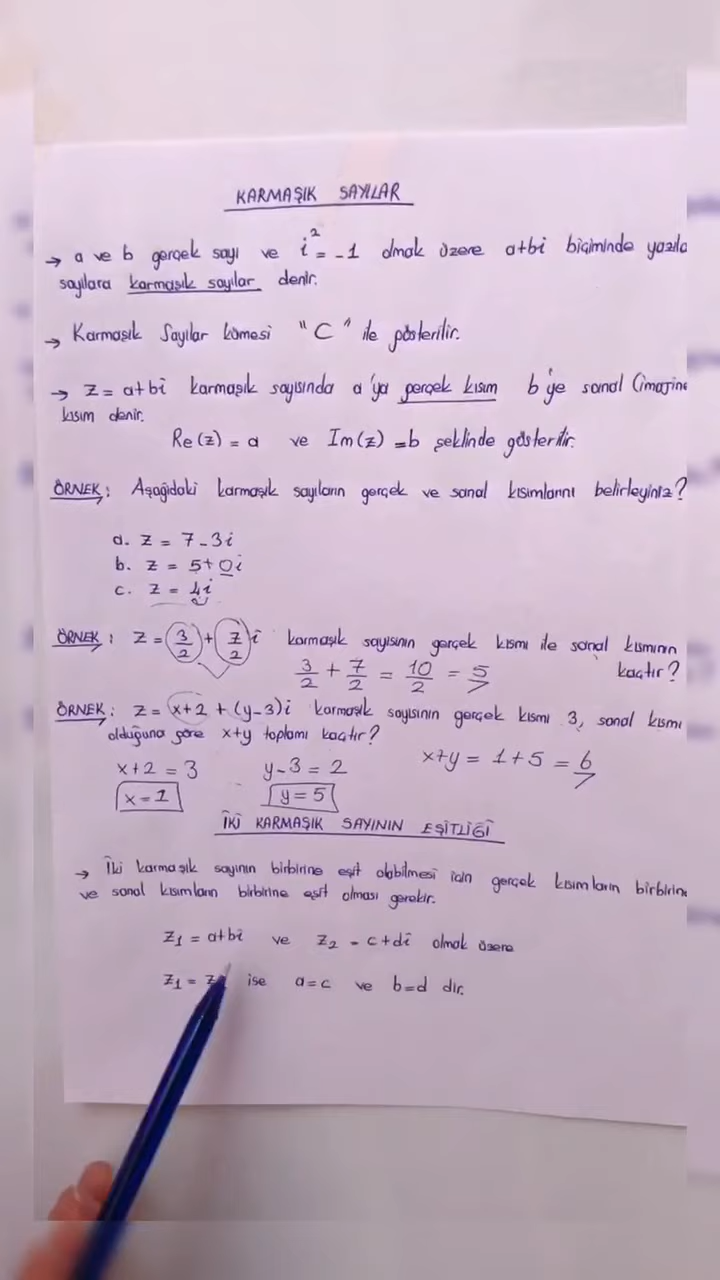 KARMAŞIK SAYILAR
→ a ve b gerçek sayı ve i² = -1 olmak üzere a+bi biçiminde yazıla
sayılara karmaşık sayılar denir.
→ Karmaşık Sayılar kümesi "C" ile gösterilir.
→ z = a+bi karmaşık sayısında a'ya gerçek kısım b'ye sanal (imajine
kısım denir.
Re(z) = a ve Im(z) = b şeklinde gösterilir.
ÖRNEK: Aşağıdaki karmaşık sayıların gerçek ve sanal kısımlarını belirleyiniz?
a. z = 7-3i
b. z = 5+0i
c. z = 4i
ÖRNEK: z = 3/2 + 7/2 i karmaşık sayısının gerçek kısmı ile sanal kısmının
kaçtır?
3/2 + 7/2 = 10/2 = 5
ÖRNEK: z = x+2 + (y-3)i karmaşık sayısının gerçek kısmı 3, sanal kısmı
olduğuna göre x+y toplamı kaçtır?
x+2 = 3 y-3 = 2 x+y = 1+5 = 6
x=1 y=5
İKİ KARMAŞIK SAYININ EŞİTLİĞİ
→ İki karmaşık sayının birbirine eşit olabilmesi için gerçek kısımların birbirine
ve sanal kısımların birbirine eşit olması gerekir.
z₁ = a+bi ve z₂ = c+di olmak üzere
z₁ = z ise a=c ve b=d dir.